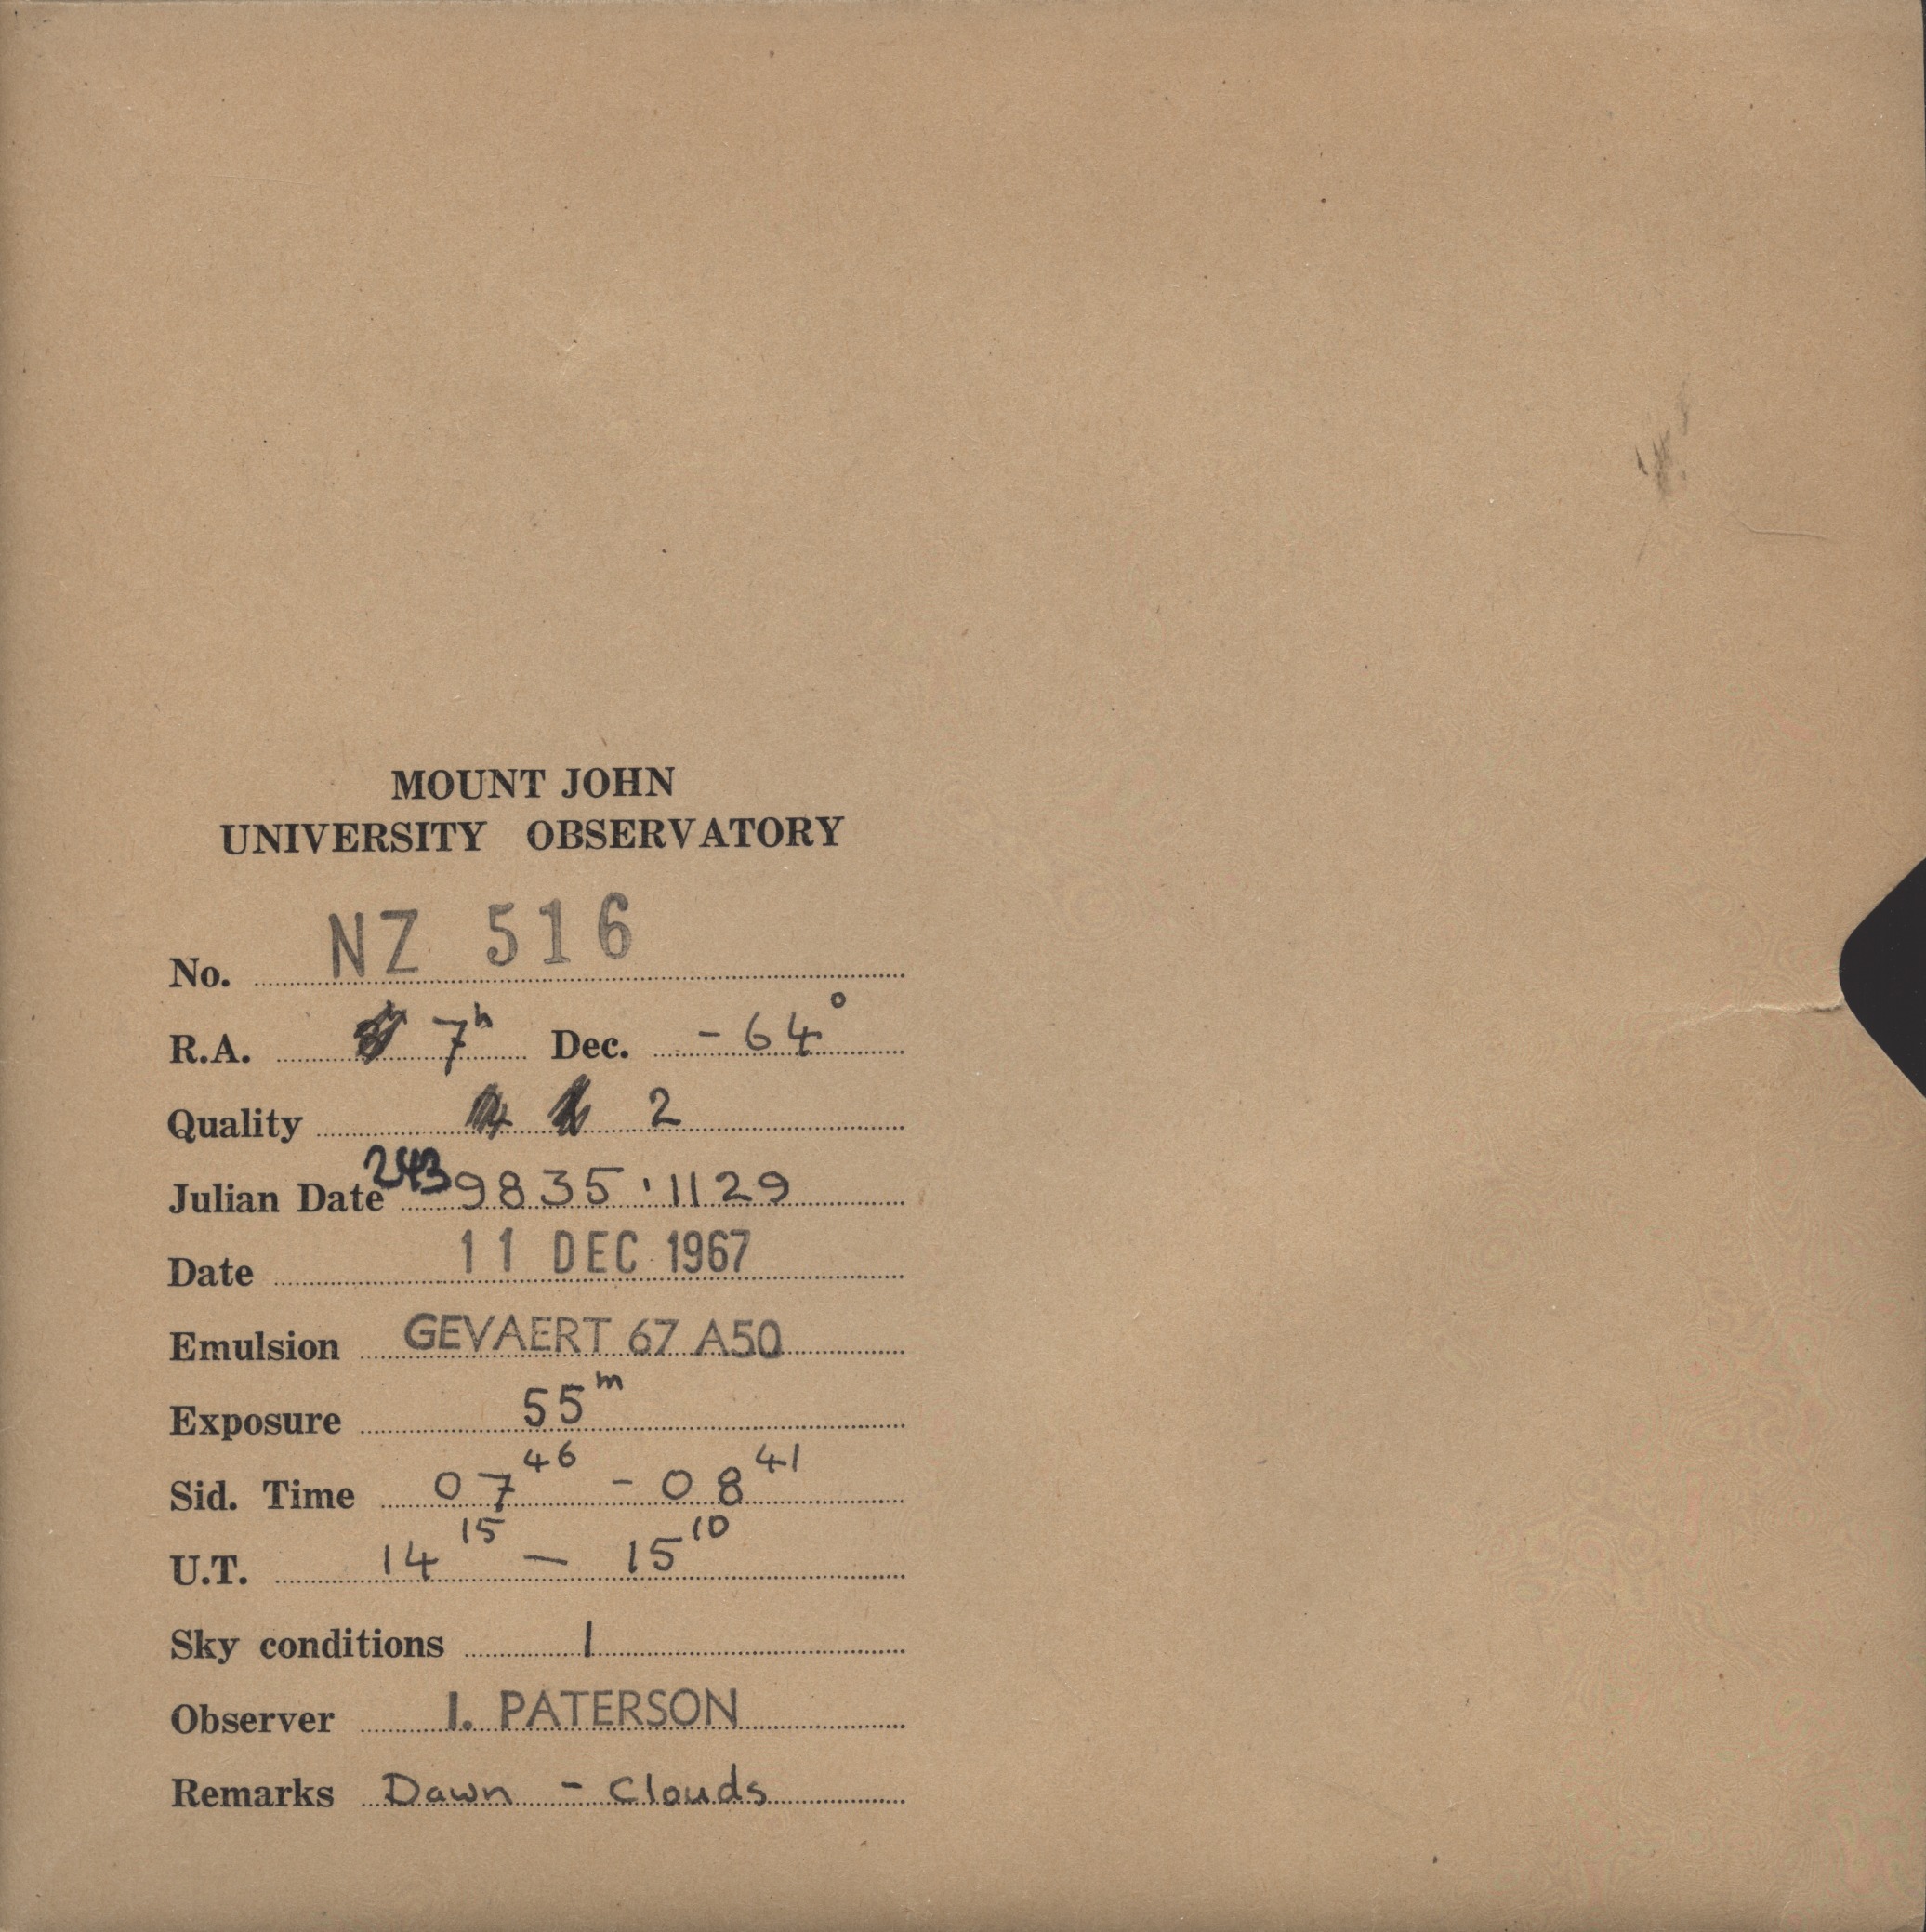 MOUNT JOHN
UNIVERSITY OBSERVATORY
No. NZ 516
R.A. 7h Dec. -64°
Quality 2
Julian Date 2439835.1129
Date 11 DEC 1967
Emulsion GEVAERT 67 A50
Exposure 55m
Sid. Time 07 46 - 08 41
U.T. 14 15 — 15 10
Sky conditions 1
Observer I. PATERSON
Remarks Dawn - Clouds